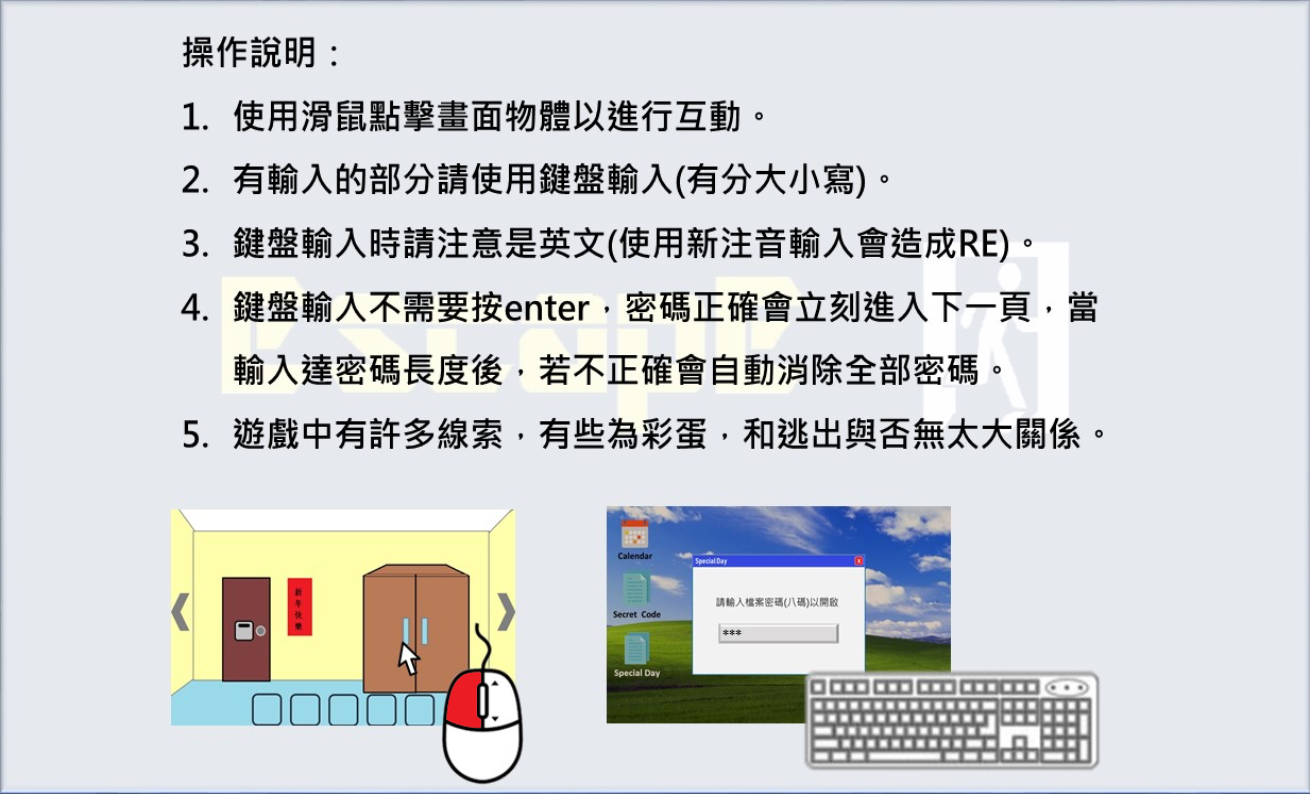 操作說明：
1. 使用滑鼠點擊畫面物體以進行互動。
2. 有輸入的部分請使用鍵盤輸入(有分大小寫)。
3. 鍵盤輸入時請注意是英文(使用新注音輸入會造成RE)。
4. 鍵盤輸入不需要按enter，密碼正確會立刻進入下一頁，當
輸入達密碼長度後，若不正確會自動消除全部密碼。
5. 遊戲中有許多線索，有些為彩蛋，和逃出與否無太大關係。
EscapE
新年快樂
Calendar
Secret Code
Special Day
Special Day
請輸入檔案密碼(八碼)以開啟
***